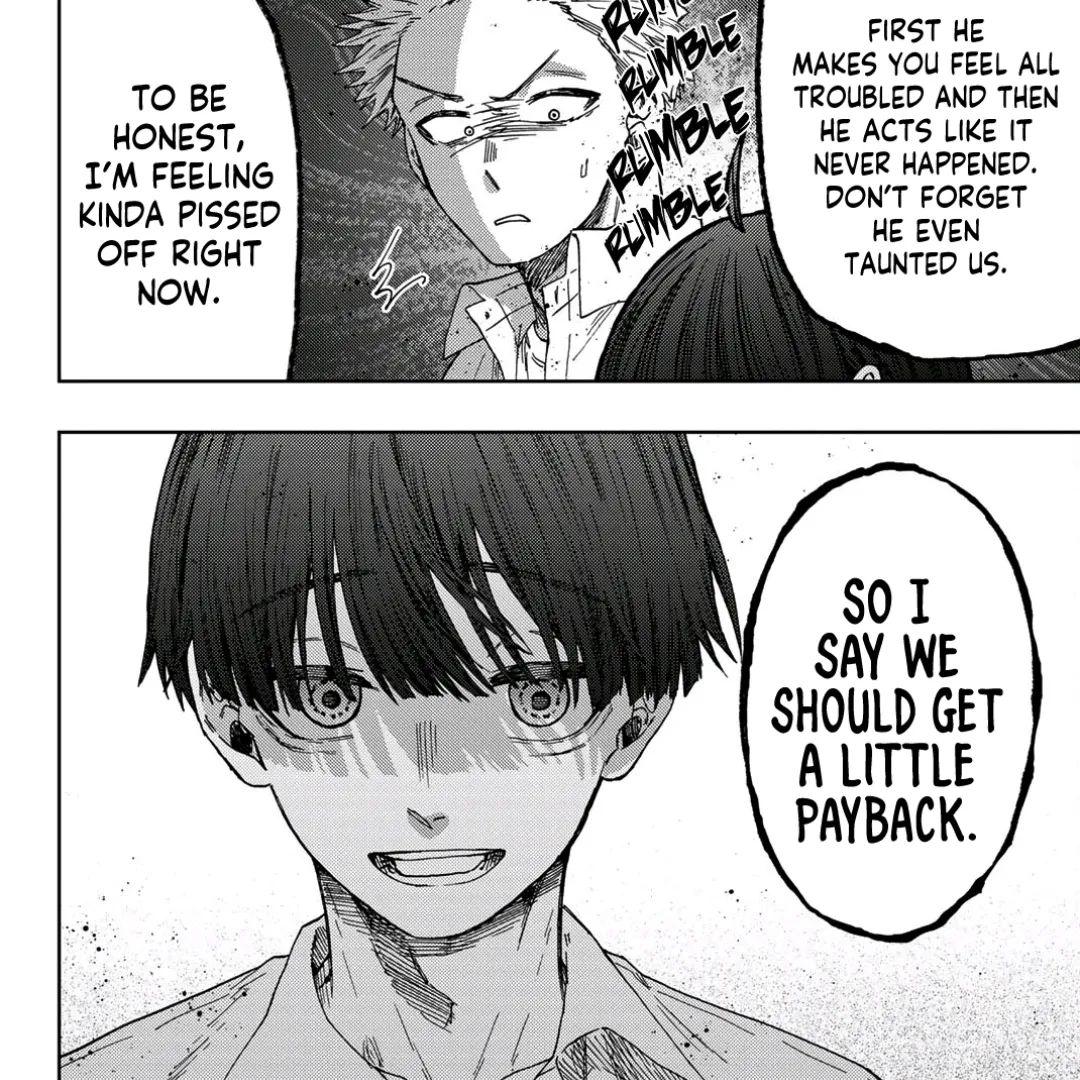 FIRST HE
MAKES YOU FEEL ALL
TROUBLED AND THEN
HE ACTS LIKE IT
NEVER HAPPENED.
DON'T FORGET
HE EVEN
TAUNTED US.
RUMBLE
RUMBLE
RUMBLE
RUMBLE
TO BE
HONEST,
I'M FEELING
KINDA PISSED
OFF RIGHT
NOW.
SO I
SAY WE
SHOULD GET
A LITTLE
PAYBACK.